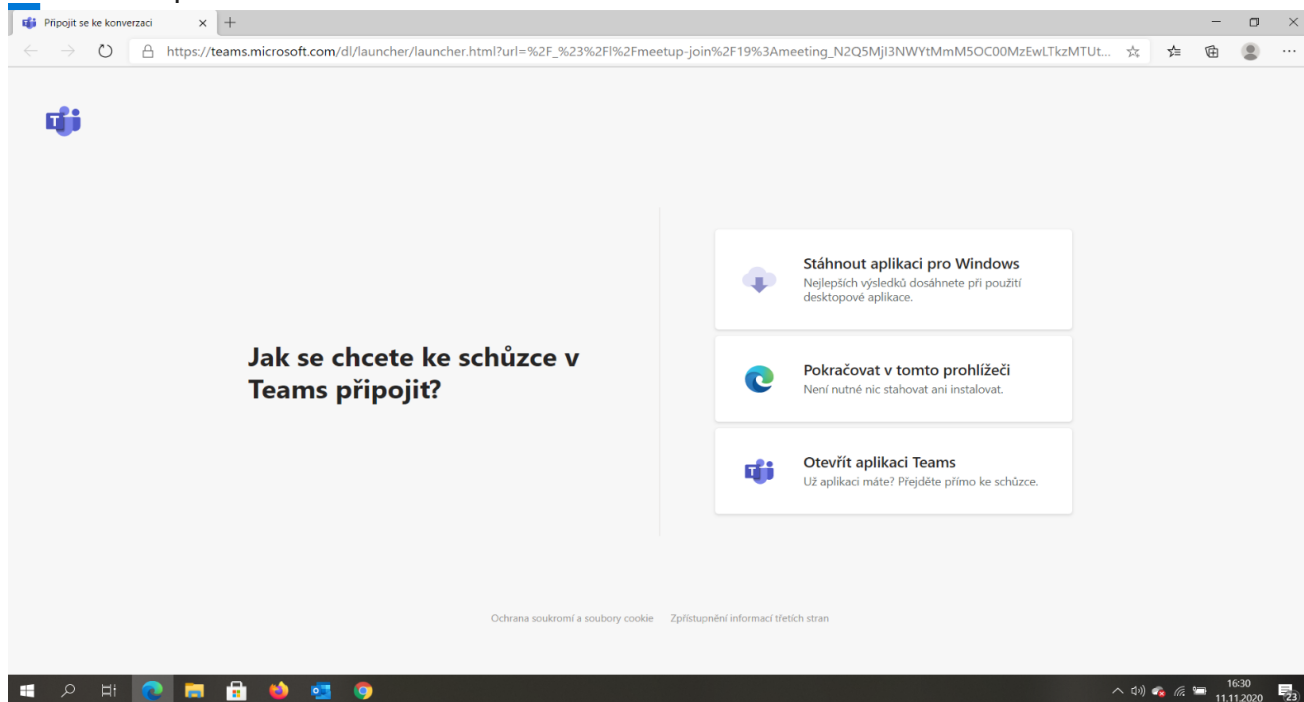 Připojit se ke konverzaci
https://teams.microsoft.com/dl/launcher/launcher.html?url=%2F_%23%2Fl%2Fmeetup-join%2F19%3Ameeting_N2Q5MjI3NWYtMmM5OC00MzEwLTkzMTUt...
Stáhnout aplikaci pro Windows
Nejlepších výsledků dosáhnete při použití
desktopové aplikace.
Jak se chcete ke schůzce v
Teams připojit?
Pokračovat v tomto prohlížeči
Není nutné nic stahovat ani instalovat.
Otevřít aplikaci Teams
Už aplikaci máte? Přejděte přímo ke schůzce.
Ochrana soukromí a soubory cookie Zpřístupnění informací třetích stran
16:30
11.11.2020
23